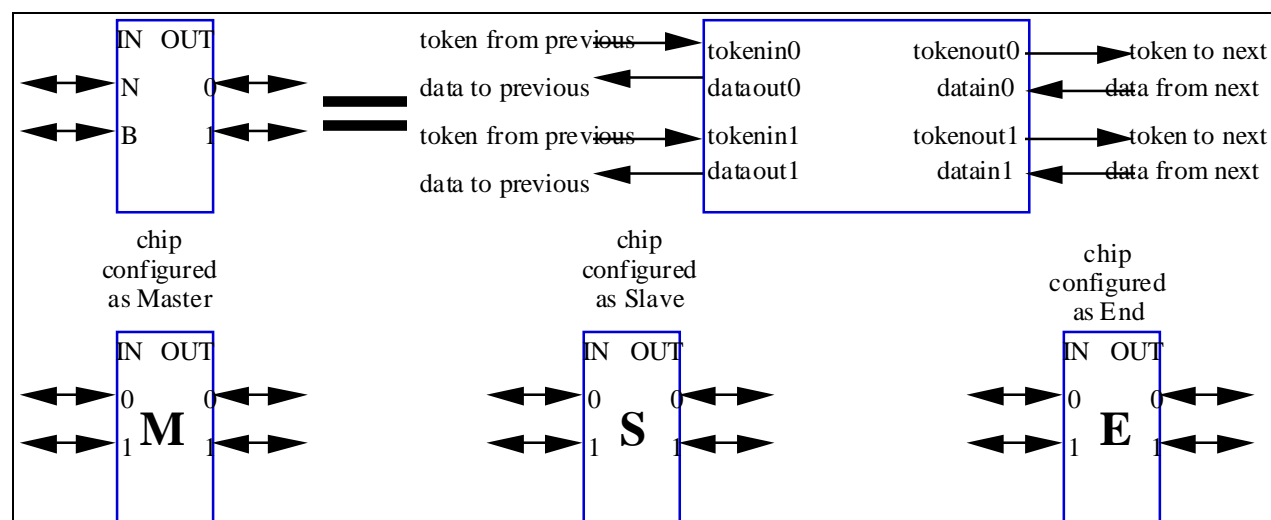 IN OUT
N 0
B 1
token from previous
data to previous
token from previous
data to previous
tokenin0 tokenout0
dataout0 datain0
tokenin1 tokenout1
dataout1 datain1
token to next
data from next
token to next
data from next
chip
configured
as Master
chip
configured
as Slave
chip
configured
as End
IN OUT
0 0
M
1 1
IN OUT
0 0
S
1 1
IN OUT
0 0
E
1 1